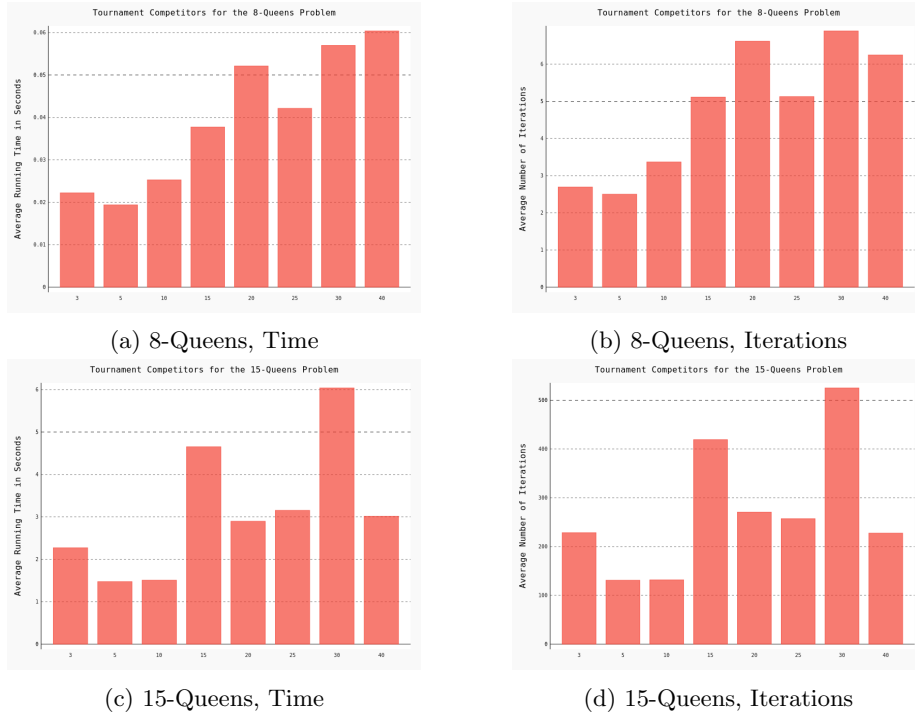 Tournament Competitors for the 8-Queens Problem
Average Running Time in Seconds
0.06
0.05
0.04
0.03
0.02
0.01
0
3 5 10 15 20 25 30 40
(a) 8-Queens, Time
Tournament Competitors for the 8-Queens Problem
Average Number of Iterations
6
5
4
3
2
1
0
3 5 10 15 20 25 30 40
(b) 8-Queens, Iterations
Tournament Competitors for the 15-Queens Problem
Average Running Time in Seconds
6
5
4
3
2
1
0
3 5 10 15 20 25 30 40
(c) 15-Queens, Time
Tournament Competitors for the 15-Queens Problem
Average Number of Iterations
500
400
300
200
100
0
3 5 10 15 20 25 30 40
(d) 15-Queens, Iterations